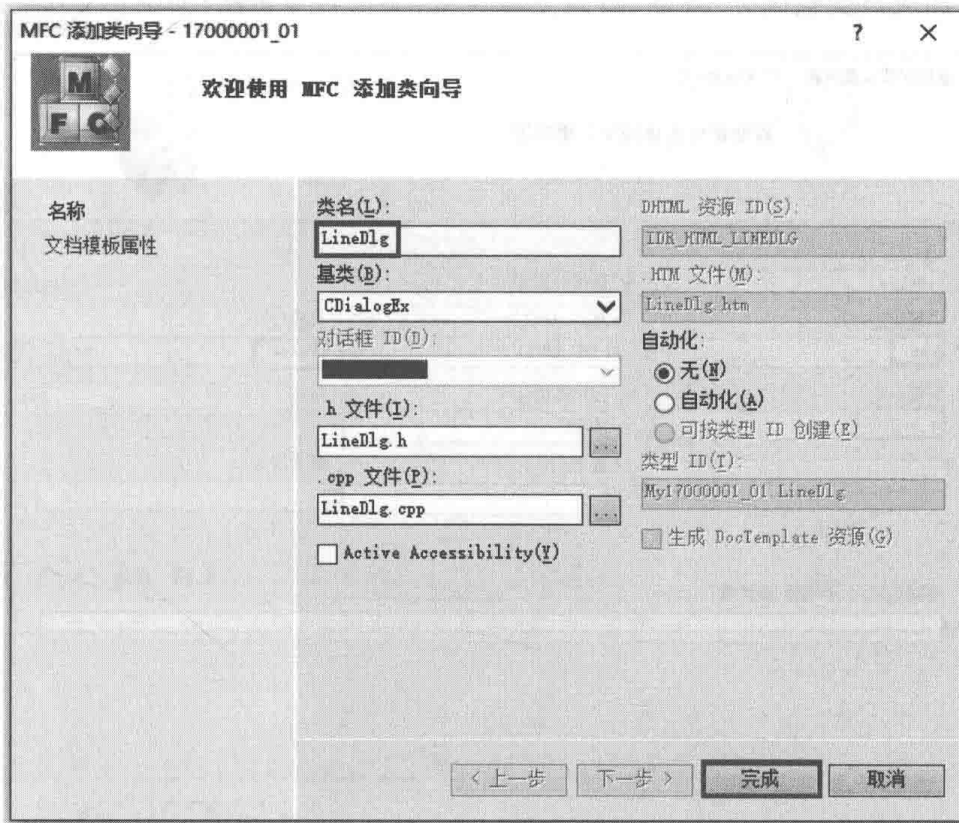 MFC 添加类向导 - 17000001_01
? ×
M
F C
欢迎使用 MFC 添加类向导
名称
文档模板属性
类名(L):
LineDlg
基类(B):
CDialogEx
对话框 ID(D):
.h 文件(I):
LineDlg.h
...
.cpp 文件(P):
LineDlg.cpp
...
Active Accessibility(Y)
DHTML 资源 ID(S):
IDR_HTML_LINEDLG
.HTM 文件(M):
LineDlg.htm
自动化:
无(N)
自动化(A)
可按类型 ID 创建(E)
类型 ID(T):
My17000001_01.LineDlg
生成 DocTemplate 资源(G)
< 上一步
下一步 >
完成
取消